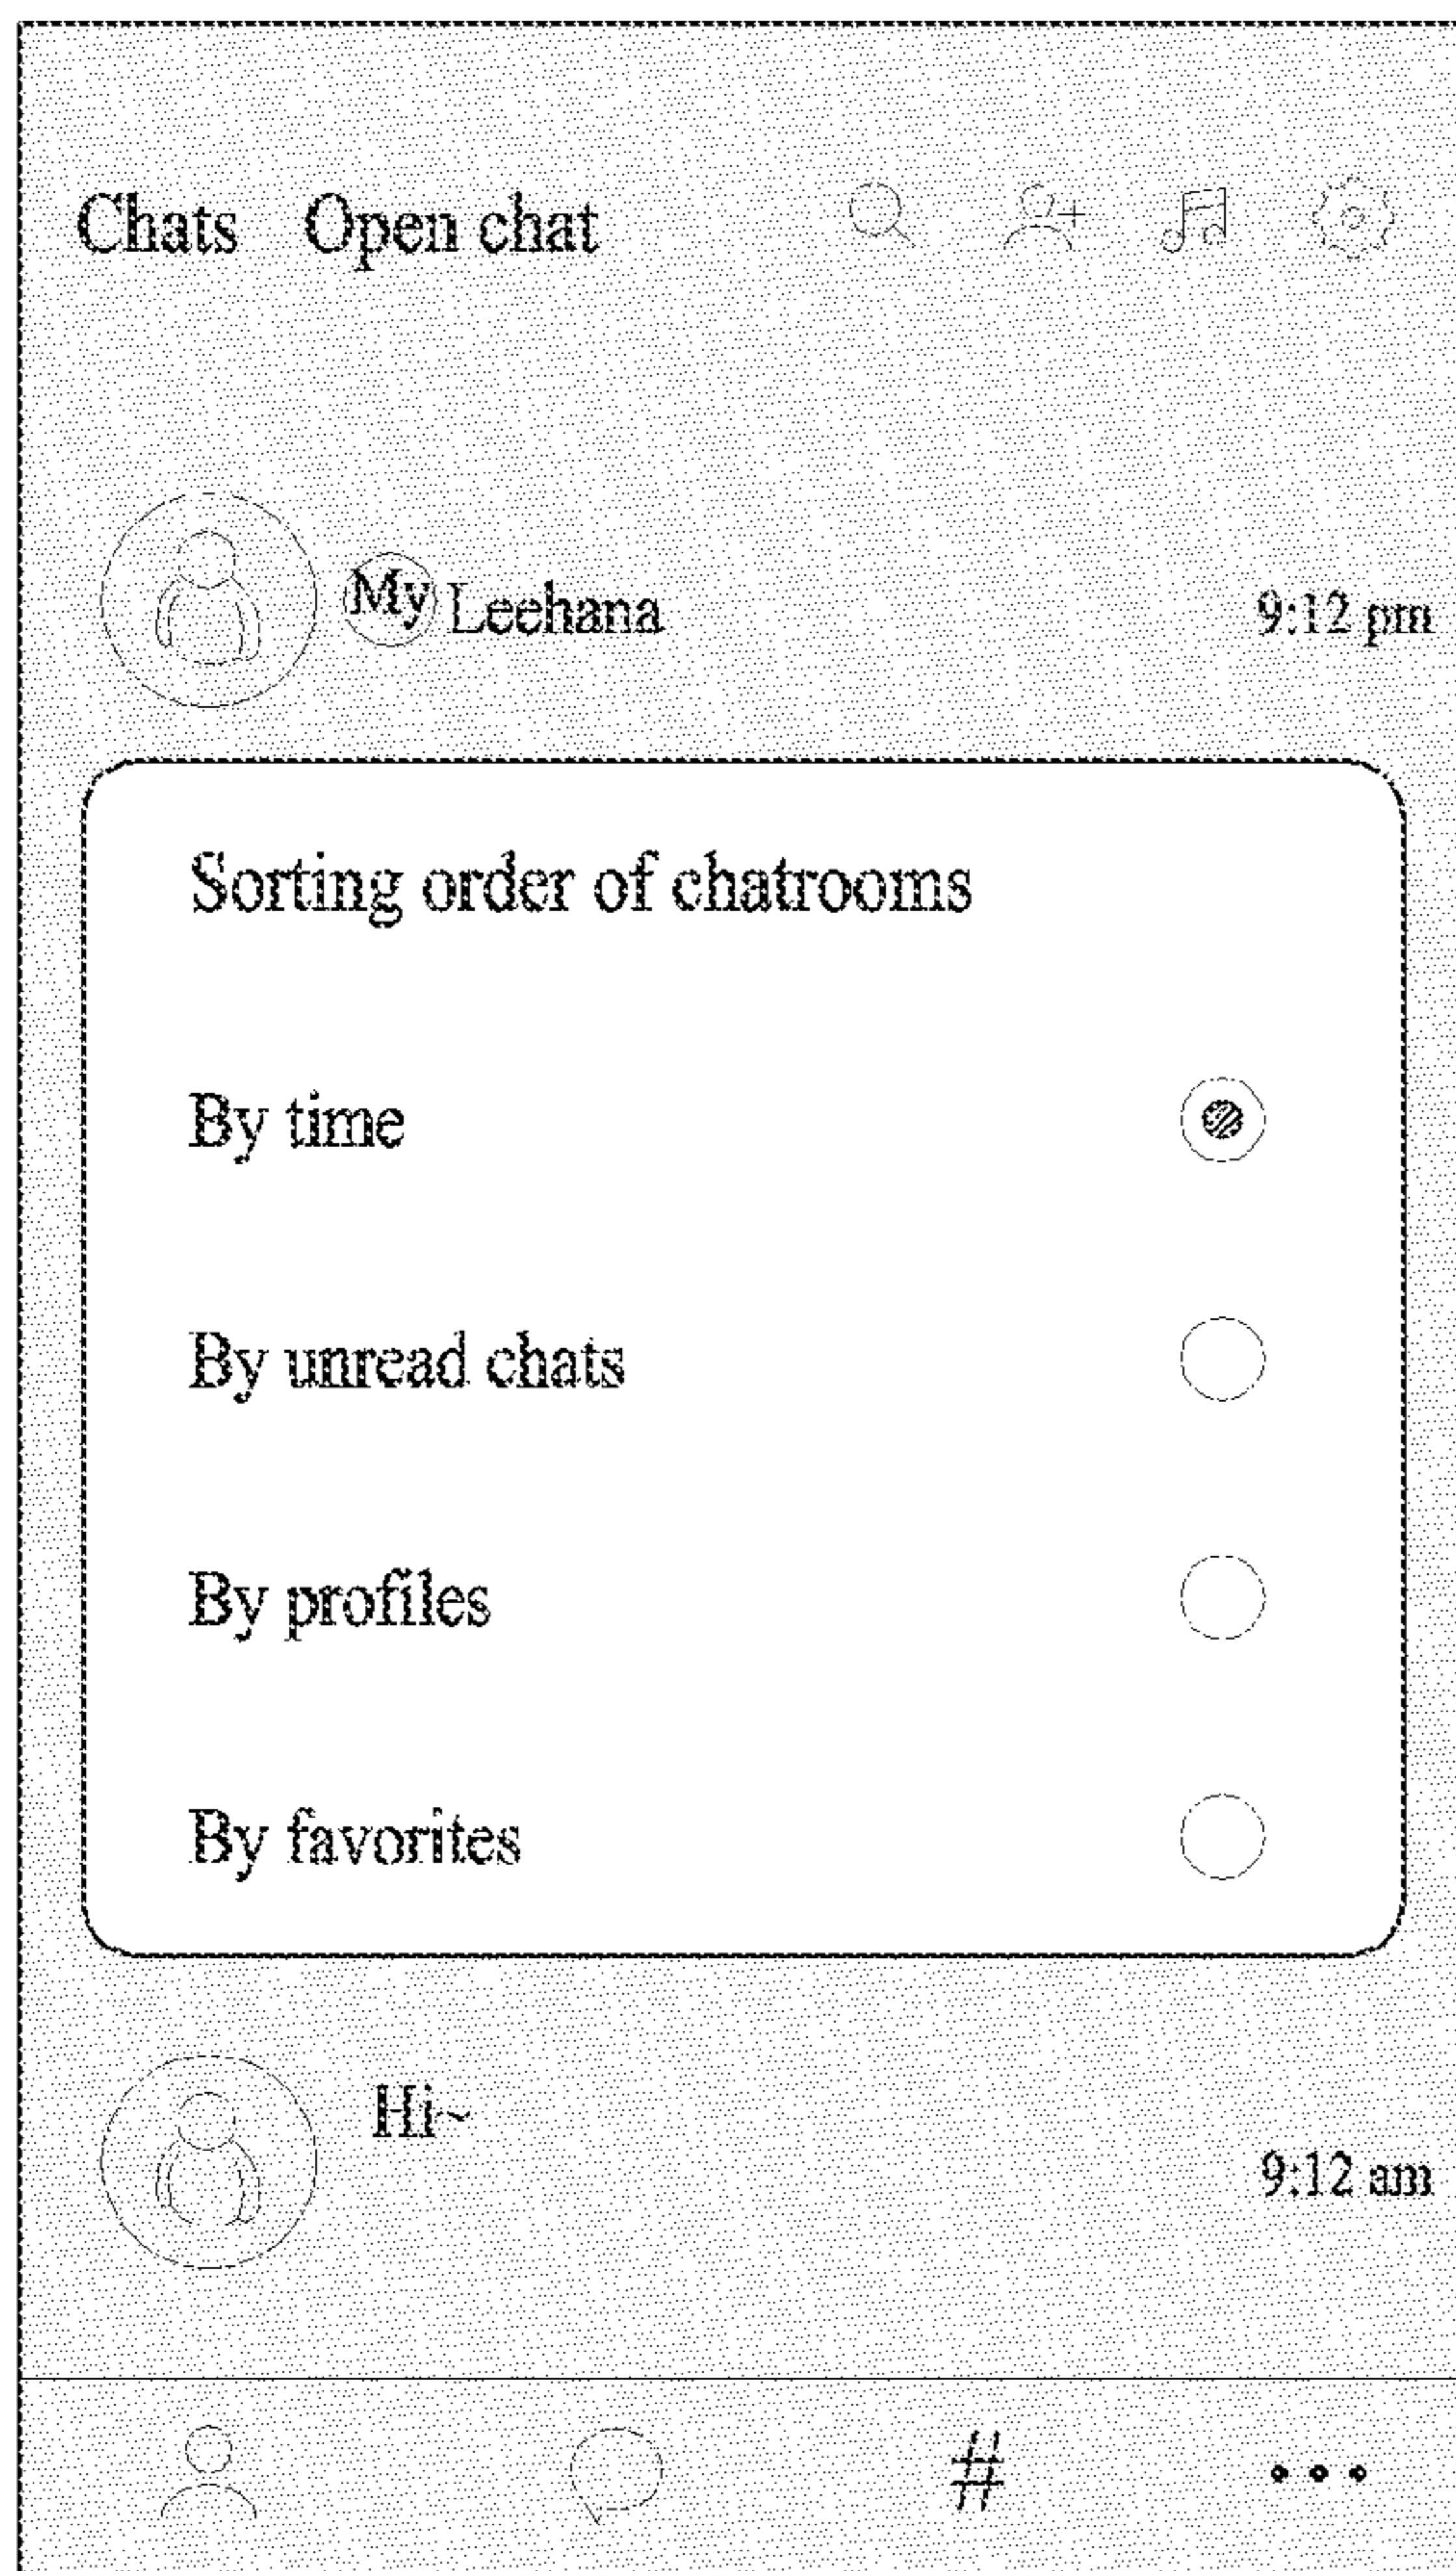 Chats Open chat
My Leehana 9:12 pm
Sorting order of chatrooms
By time
By unread chats
By profiles
By favorites
Hi~
9:12 am
#